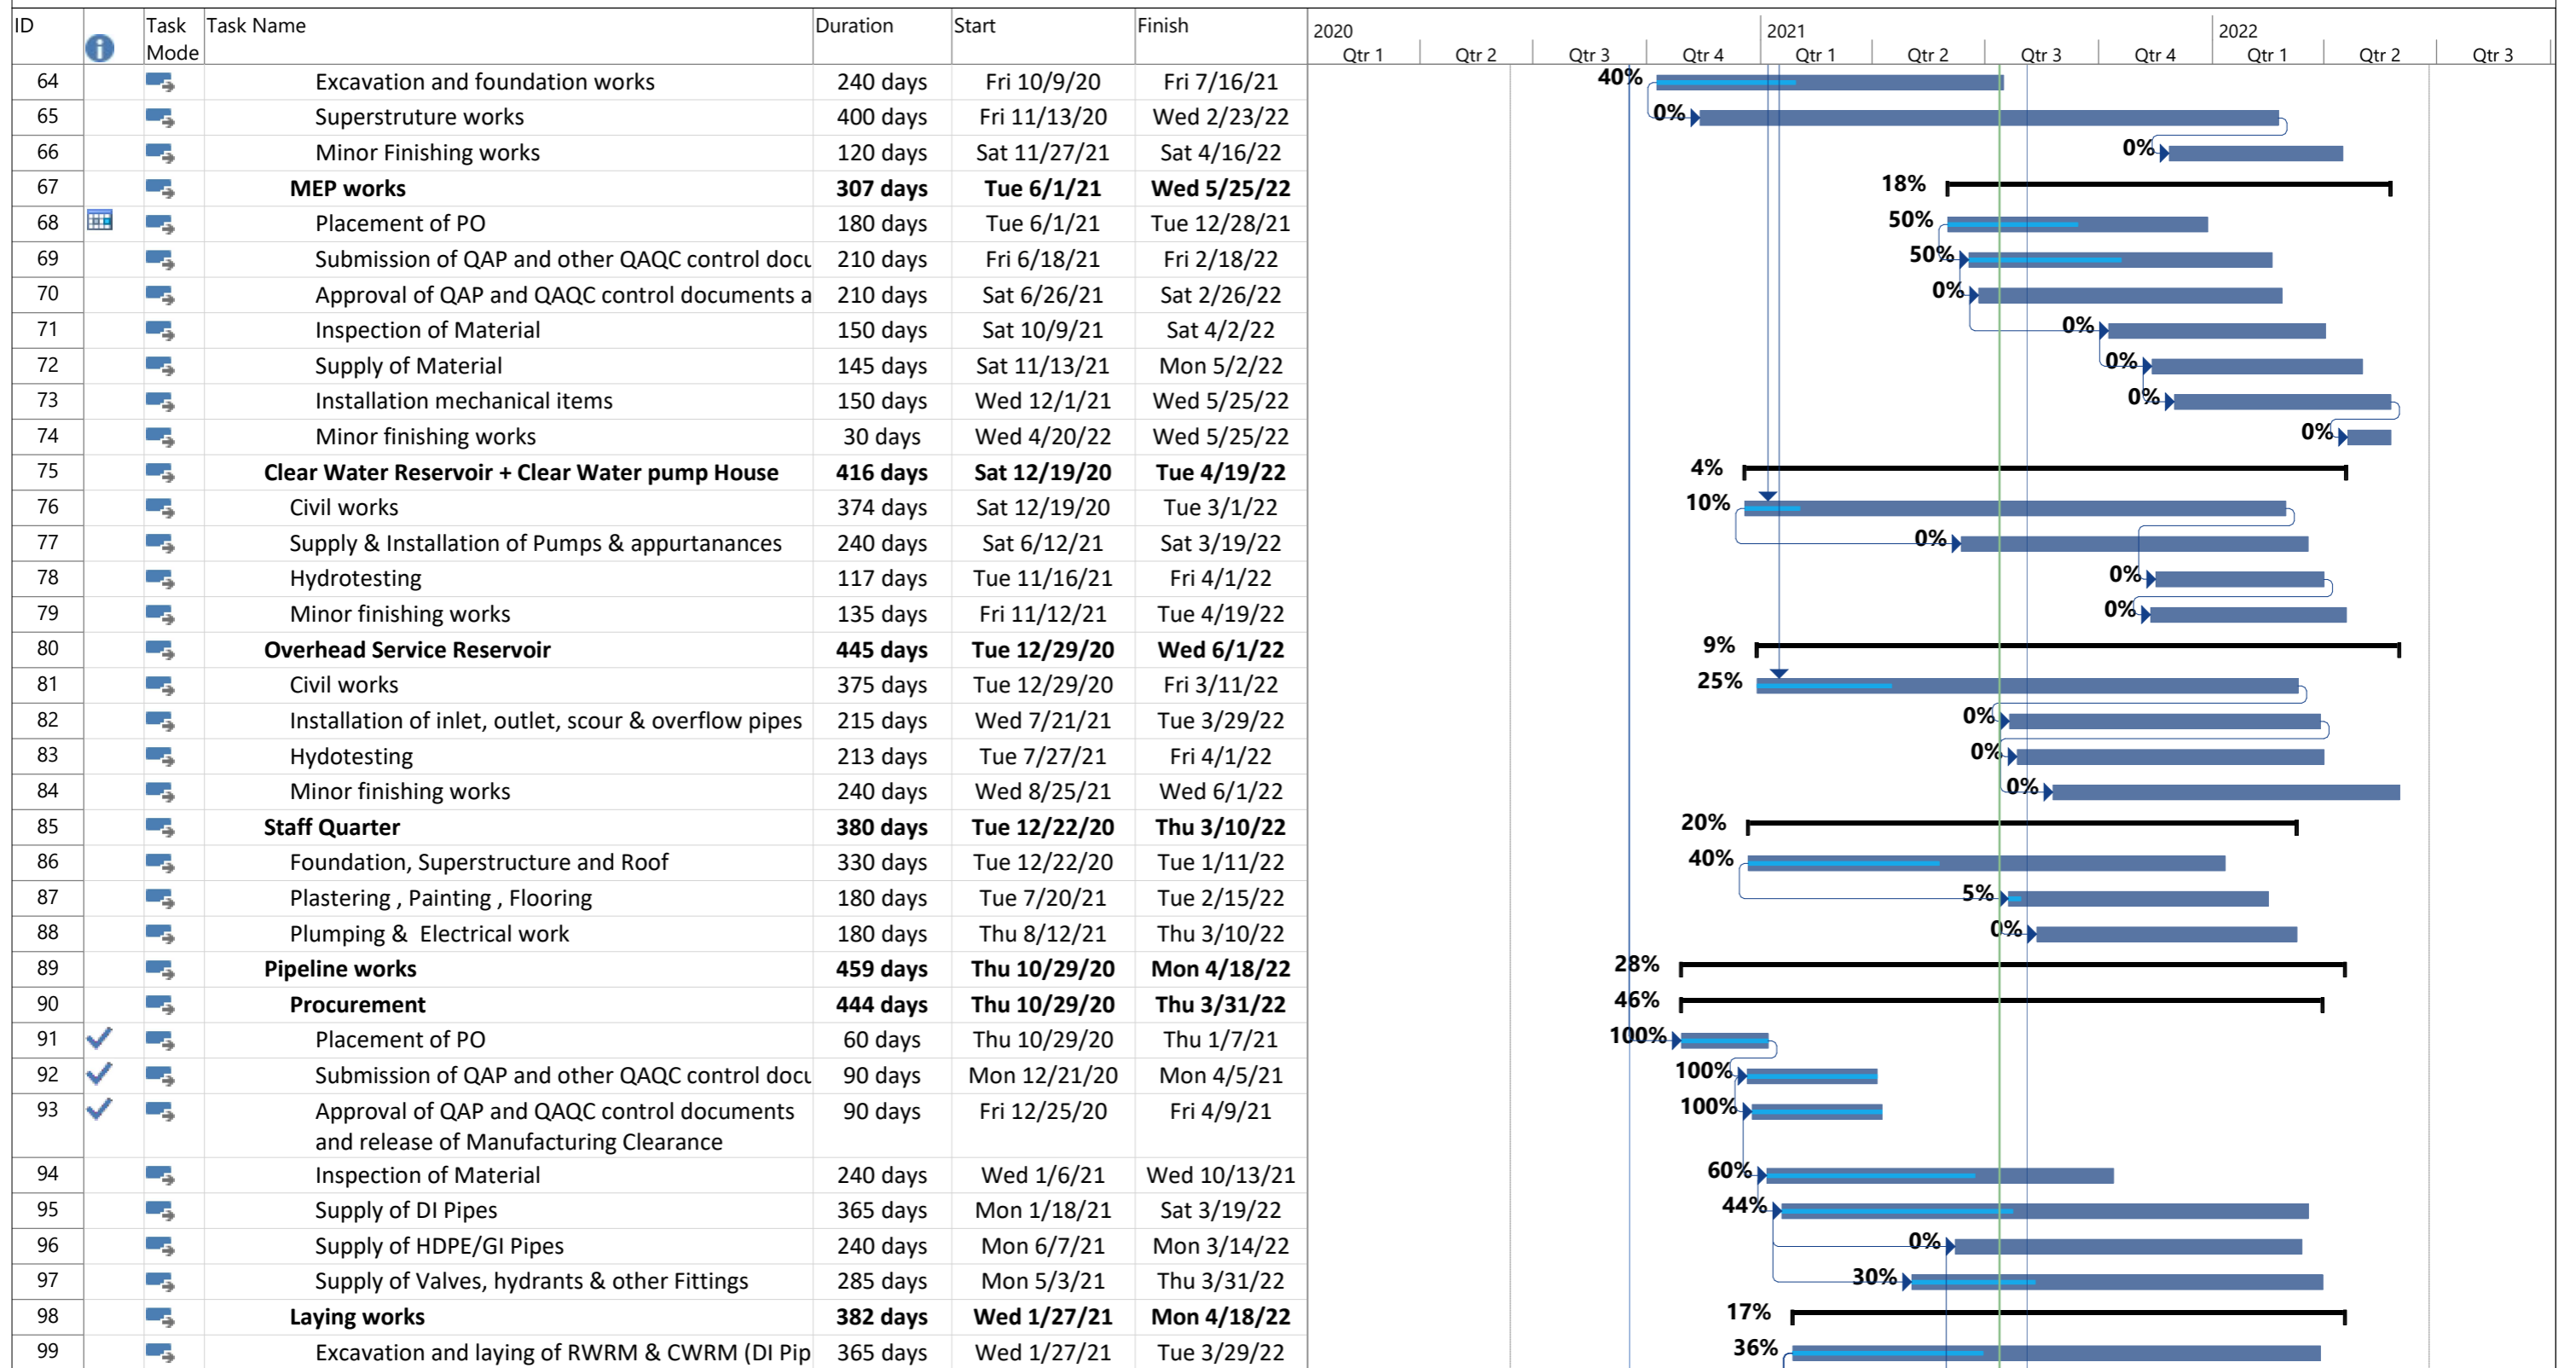 ID Task Mode Task Name Duration Start Finish 2020 Qtr 1 Qtr 2 Qtr 3 Qtr 4 2021 Qtr 1 Qtr 2 Qtr 3 Qtr 4 2022 Qtr 1 Qtr 2 Qtr 3
64 Excavation and foundation works 240 days Fri 10/9/20 Fri 7/16/21 40%
65 Superstruture works 400 days Fri 11/13/20 Wed 2/23/22 0%
66 Minor Finishing works 120 days Sat 11/27/21 Sat 4/16/22 0%
67 MEP works 307 days Tue 6/1/21 Wed 5/25/22 18%
68 Placement of PO 180 days Tue 6/1/21 Tue 12/28/21 50%
69 Submission of QAP and other QAQC control docu 210 days Fri 6/18/21 Fri 2/18/22 50%
70 Approval of QAP and QAQC control documents a 210 days Sat 6/26/21 Sat 2/26/22 0%
71 Inspection of Material 150 days Sat 10/9/21 Sat 4/2/22 0%
72 Supply of Material 145 days Sat 11/13/21 Mon 5/2/22 0%
73 Installation mechanical items 150 days Wed 12/1/21 Wed 5/25/22 0%
74 Minor finishing works 30 days Wed 4/20/22 Wed 5/25/22 0%
75 Clear Water Reservoir + Clear Water pump House 416 days Sat 12/19/20 Tue 4/19/22 4%
76 Civil works 374 days Sat 12/19/20 Tue 3/1/22 10%
77 Supply & Installation of Pumps & appurtanances 240 days Sat 6/12/21 Sat 3/19/22 0%
78 Hydrotesting 117 days Tue 11/16/21 Fri 4/1/22 0%
79 Minor finishing works 135 days Fri 11/12/21 Tue 4/19/22 0%
80 Overhead Service Reservoir 445 days Tue 12/29/20 Wed 6/1/22 9%
81 Civil works 375 days Tue 12/29/20 Fri 3/11/22 25%
82 Installation of inlet, outlet, scour & overflow pipes 215 days Wed 7/21/21 Tue 3/29/22 0%
83 Hydotesting 213 days Tue 7/27/21 Fri 4/1/22 0%
84 Minor finishing works 240 days Wed 8/25/21 Wed 6/1/22 0%
85 Staff Quarter 380 days Tue 12/22/20 Thu 3/10/22 20%
86 Foundation, Superstructure and Roof 330 days Tue 12/22/20 Tue 1/11/22 40%
87 Plastering , Painting , Flooring 180 days Tue 7/20/21 Tue 2/15/22 5%
88 Plumping & Electrical work 180 days Thu 8/12/21 Thu 3/10/22 0%
89 Pipeline works 459 days Thu 10/29/20 Mon 4/18/22 28%
90 Procurement 444 days Thu 10/29/20 Thu 3/31/22 46%
91 Placement of PO 60 days Thu 10/29/20 Thu 1/7/21 100%
92 Submission of QAP and other QAQC control docu 90 days Mon 12/21/20 Mon 4/5/21 100%
93 Approval of QAP and QAQC control documents 90 days Fri 12/25/20 Fri 4/9/21 100%
and release of Manufacturing Clearance
94 Inspection of Material 240 days Wed 1/6/21 Wed 10/13/21 60%
95 Supply of DI Pipes 365 days Mon 1/18/21 Sat 3/19/22 44%
96 Supply of HDPE/GI Pipes 240 days Mon 6/7/21 Mon 3/14/22 0%
97 Supply of Valves, hydrants & other Fittings 285 days Mon 5/3/21 Thu 3/31/22 30%
98 Laying works 382 days Wed 1/27/21 Mon 4/18/22 17%
99 Excavation and laying of RWRM & CWRM (DI Pip 365 days Wed 1/27/21 Tue 3/29/22 36%